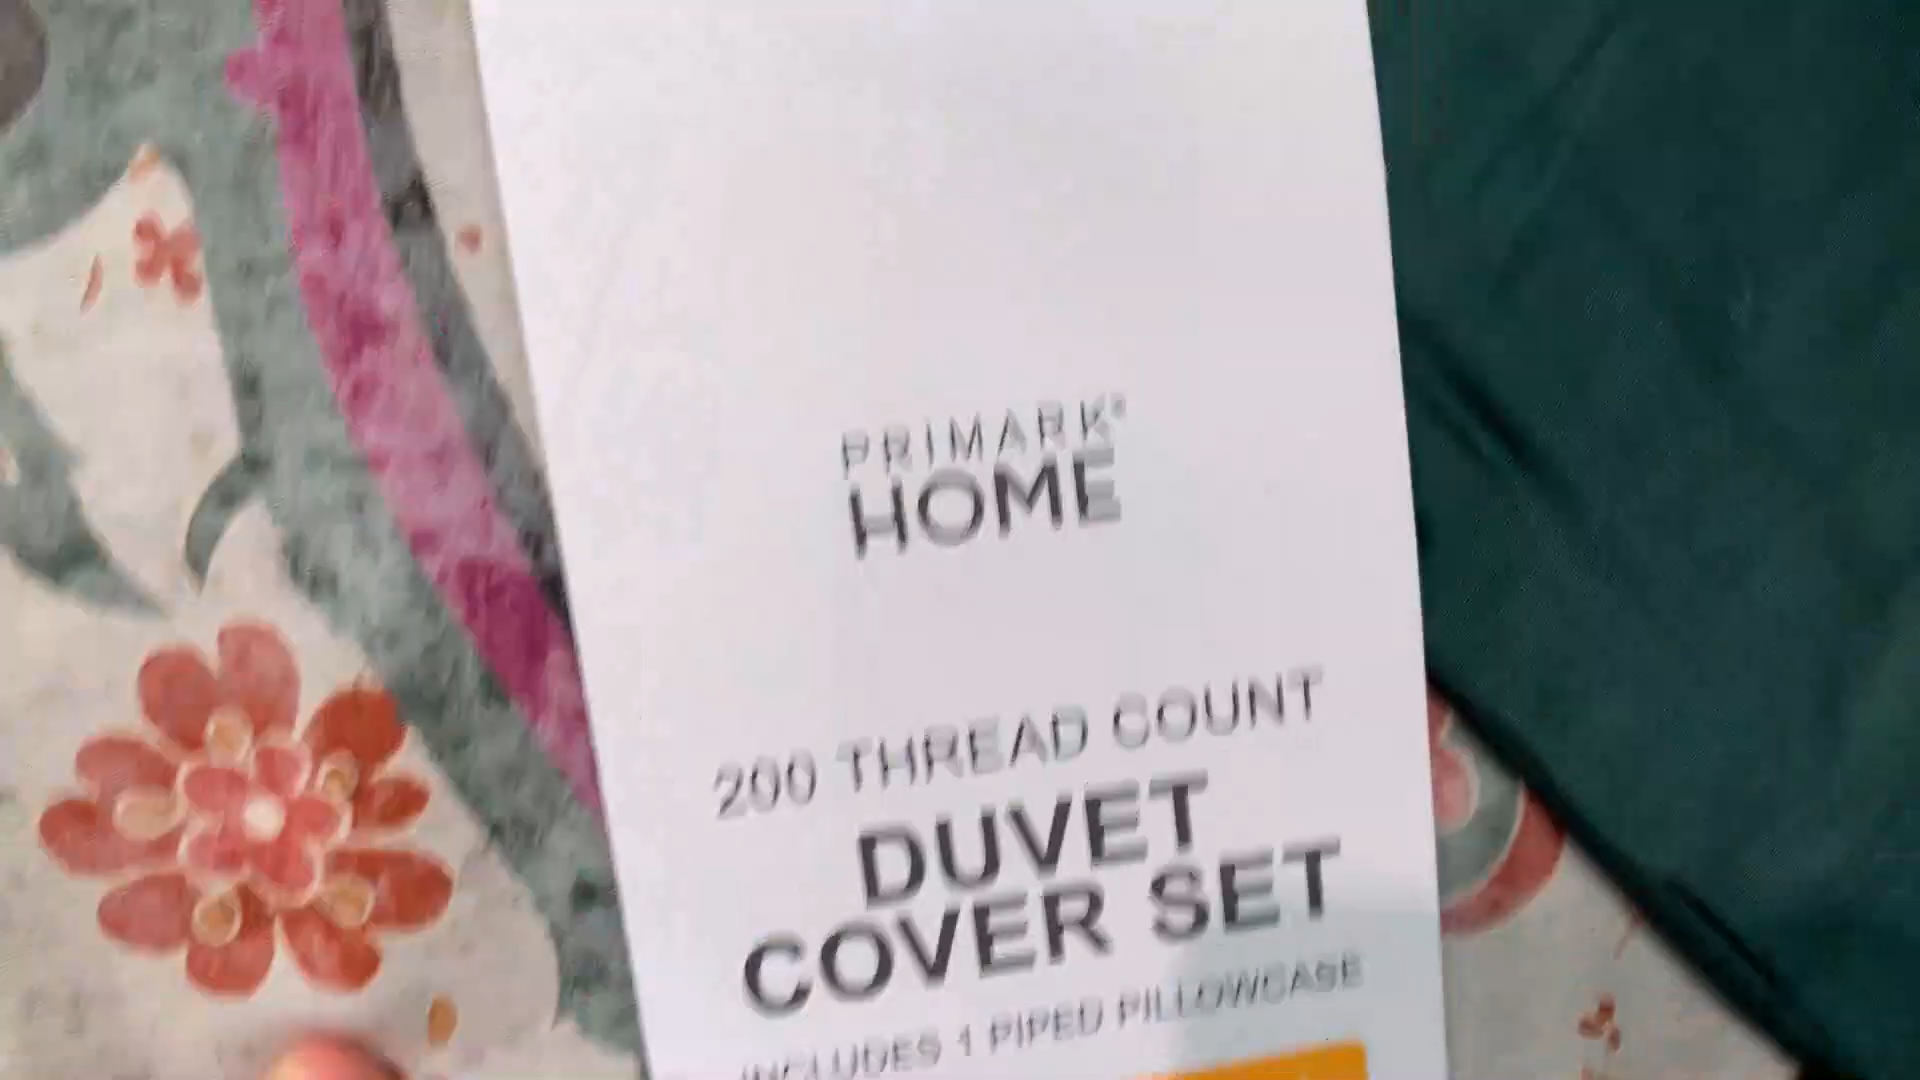 PRIMARK®
HOME
200 THREAD COUNT
DUVET
COVER SET
INCLUDES 1 PIPED PILLOWCASE